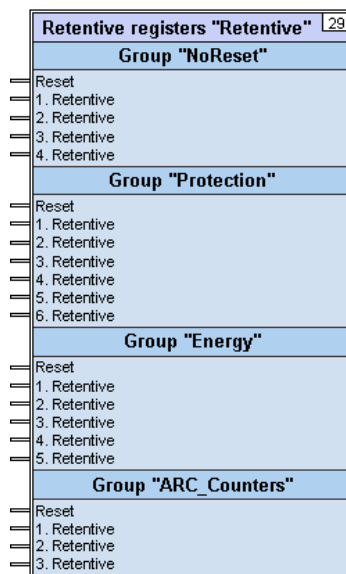 Retentive registers "Retentive" 29
Group "NoReset"
Reset
1. Retentive
2. Retentive
3. Retentive
4. Retentive
Group "Protection"
Reset
1. Retentive
2. Retentive
3. Retentive
4. Retentive
5. Retentive
6. Retentive
Group "Energy"
Reset
1. Retentive
2. Retentive
3. Retentive
4. Retentive
5. Retentive
Group "ARC_Counters"
Reset
1. Retentive
2. Retentive
3. Retentive